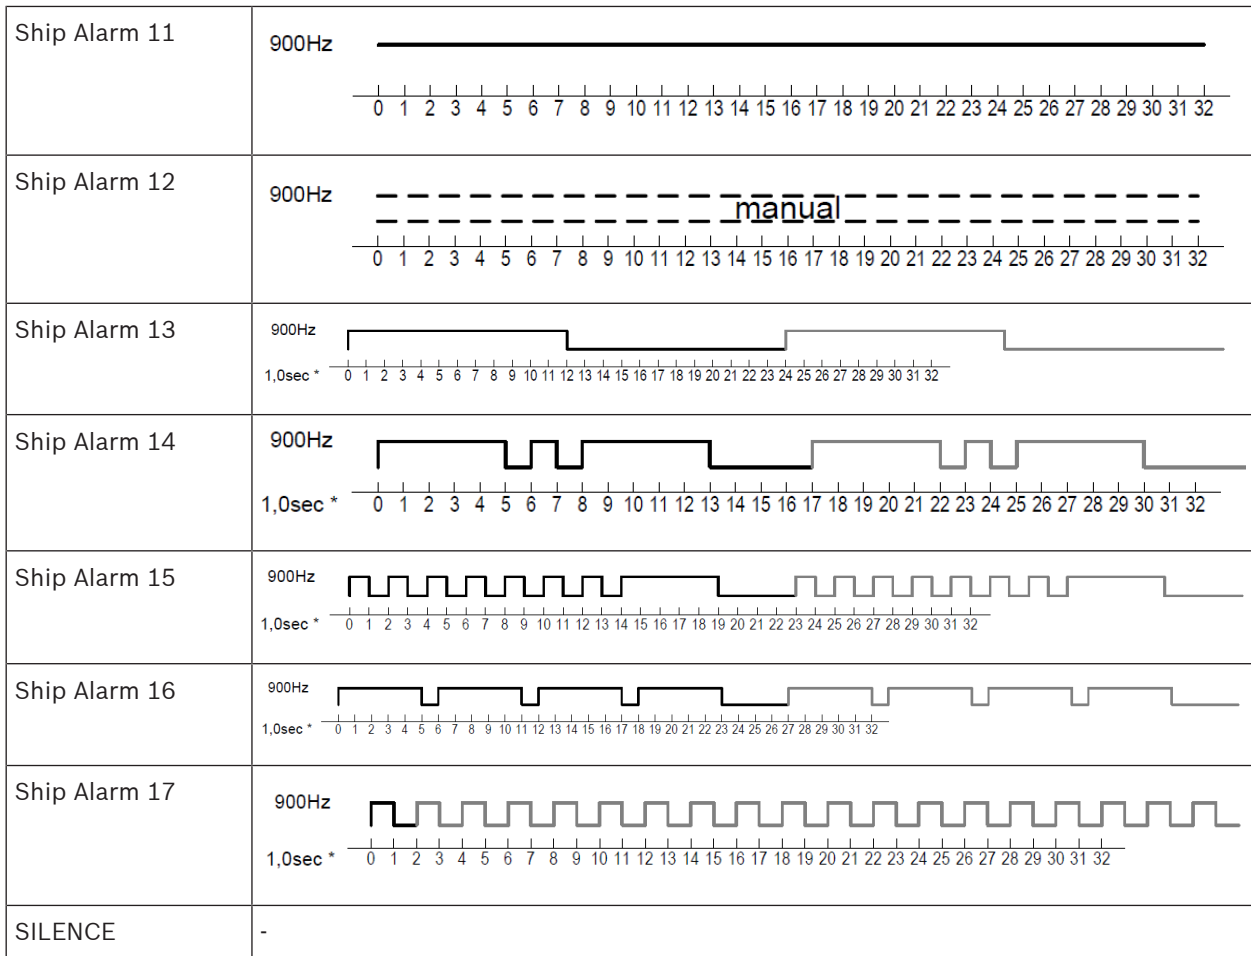 Ship Alarm 11
900Hz
0 1 2 3 4 5 6 7 8 9 10 11 12 13 14 15 16 17 18 19 20 21 22 23 24 25 26 27 28 29 30 31 32
Ship Alarm 12
900Hz
manual
0 1 2 3 4 5 6 7 8 9 10 11 12 13 14 15 16 17 18 19 20 21 22 23 24 25 26 27 28 29 30 31 32
Ship Alarm 13
900Hz
1,0sec * 0 1 2 3 4 5 6 7 8 9 10 11 12 13 14 15 16 17 18 19 20 21 22 23 24 25 26 27 28 29 30 31 32
Ship Alarm 14
900Hz
1,0sec * 0 1 2 3 4 5 6 7 8 9 10 11 12 13 14 15 16 17 18 19 20 21 22 23 24 25 26 27 28 29 30 31 32
Ship Alarm 15
900Hz
1,0sec * 0 1 2 3 4 5 6 7 8 9 10 11 12 13 14 15 16 17 18 19 20 21 22 23 24 25 26 27 28 29 30 31 32
Ship Alarm 16
900Hz
1,0sec * 0 1 2 3 4 5 6 7 8 9 10 11 12 13 14 15 16 17 18 19 20 21 22 23 24 25 26 27 28 29 30 31 32
Ship Alarm 17
900Hz
1,0sec * 0 1 2 3 4 5 6 7 8 9 10 11 12 13 14 15 16 17 18 19 20 21 22 23 24 25 26 27 28 29 30 31 32
SILENCE -